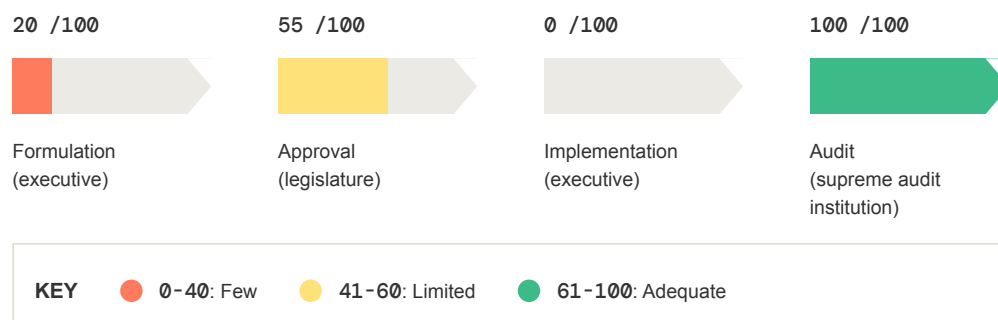 20 /100
55 /100
0 /100
100 /100
Formulation
(executive)
Approval
(legislature)
Implementation
(executive)
Audit
(supreme audit
institution)
KEY
0-40: Few
41-60: Limited
61-100: Adequate